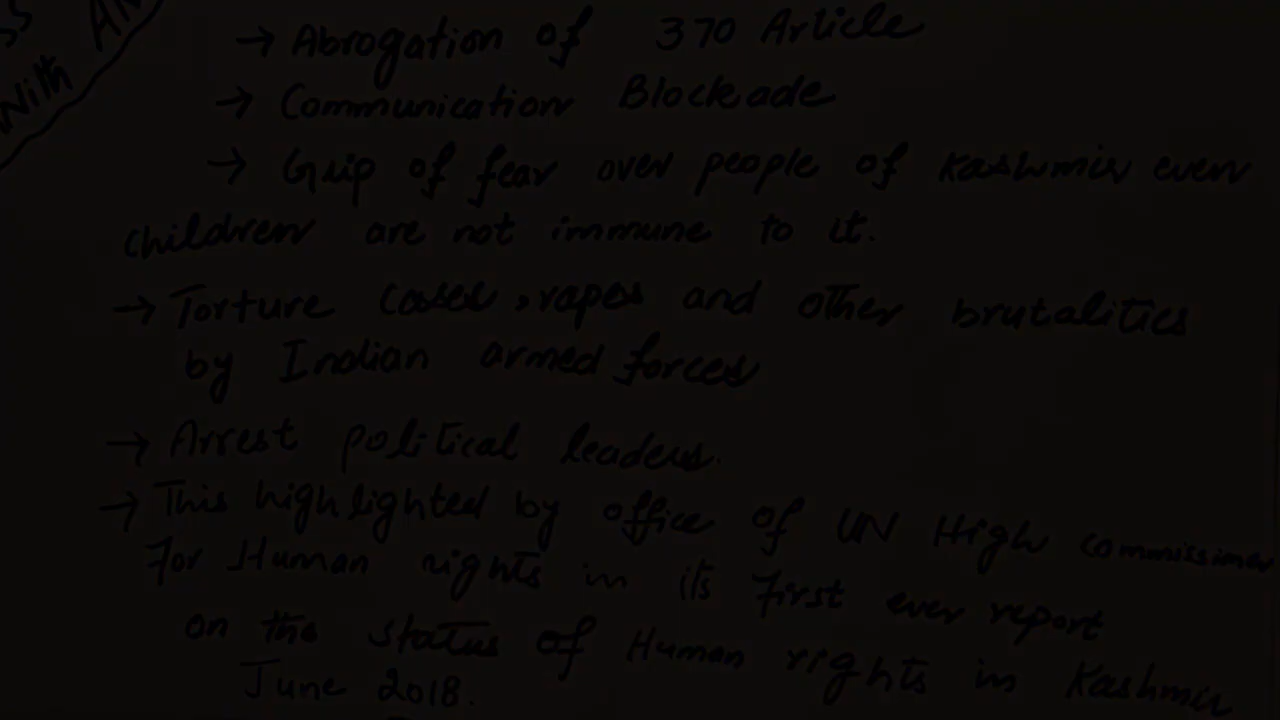 With AN
→ Abrogation of 370 Article
→ Communication Blockade
→ Grip of fear over people of Kashmir even
children are not immune to it.
→ Torture cases, rapes and other brutalities
by Indian armed forces
→ Arrest political leaders.
→ This highlighted by office of UN High commissioner
For Human rights in its First ever report
on the status of Human rights in Kashmir
June 2018.